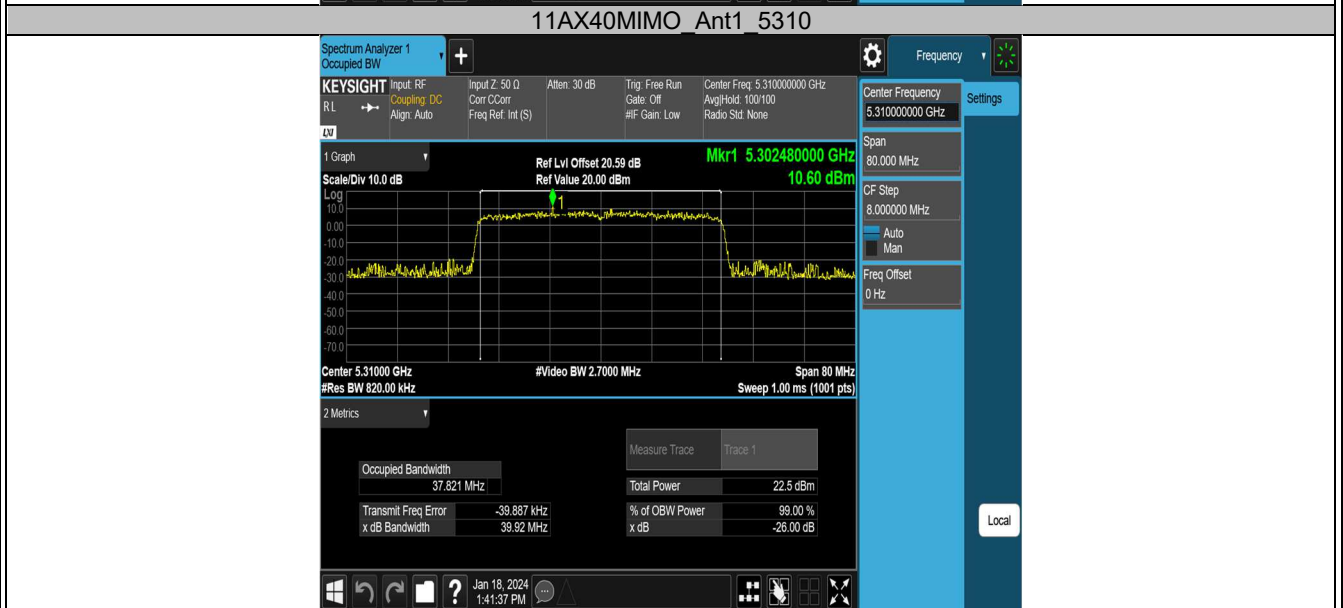 11AX40MIMO_Ant1_5310
Spectrum Analyzer 1
Occupied BW
+
Frequency
KEYSIGHT
RL
LXI
Input: RF
Coupling: DC
Align: Auto
Input Z: 50 Ω
Corr CCorr
Freq Ref: Int (S)
Atten: 30 dB
Trig: Free Run
Gate: Off
#IF Gain: Low
Center Freq: 5.310000000 GHz
Avg|Hold: 100/100
Radio Std: None
Center Frequency
5.310000000 GHz
Settings
Span
80.000 MHz
CF Step
8.000000 MHz
Auto
Man
Freq Offset
0 Hz
1 Graph
Scale/Div 10.0 dB
Ref Lvl Offset 20.59 dB
Ref Value 20.00 dBm
Mkr1 5.302480000 GHz
10.60 dBm
Log
10.0
0.00
-10.0
-20.0
-30.0
-40.0
-50.0
-60.0
-70.0
1
Center 5.31000 GHz
#Res BW 820.00 kHz
#Video BW 2.7000 MHz
Span 80 MHz
Sweep 1.00 ms (1001 pts)
2 Metrics
Measure Trace Trace 1
Occupied Bandwidth
37.821 MHz
Total Power 22.5 dBm
Transmit Freq Error -39.887 kHz
% of OBW Power 99.00 %
x dB Bandwidth 39.92 MHz
x dB -26.00 dB
Local
?
Jan 18, 2024
1:41:37 PM